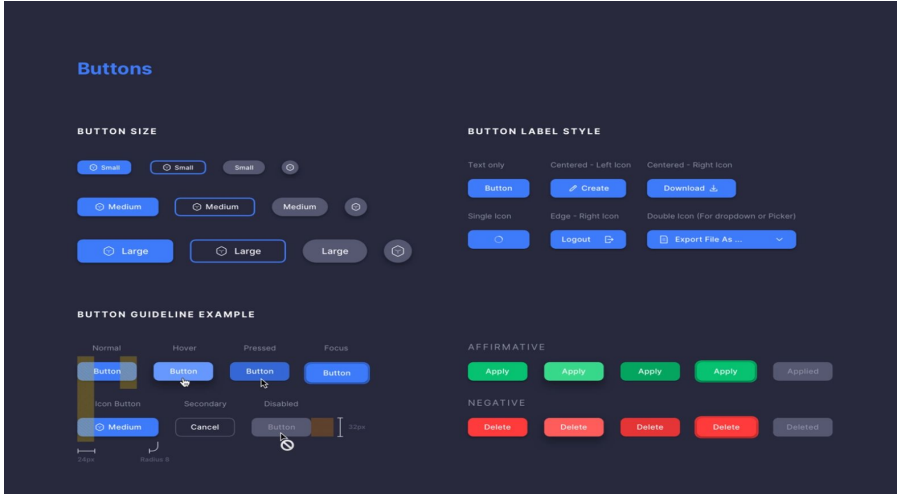 Buttons
BUTTON SIZE
Small Small Small
Medium Medium Medium
Large Large Large
BUTTON LABEL STYLE
Text only Centered - Left Icon Centered - Right Icon
Button Create Download
Single Icon Edge - Right Icon Double Icon (For dropdown or Picker)
Logout Export File As ...
BUTTON GUIDELINE EXAMPLE
Normal Hover Pressed Focus
Button Button Button Button
Icon Button Secondary Disabled
Medium Cancel Button 32px
24px Radius 6
AFFIRMATIVE
Apply Apply Apply Apply Applied
NEGATIVE
Delete Delete Delete Delete Deleted